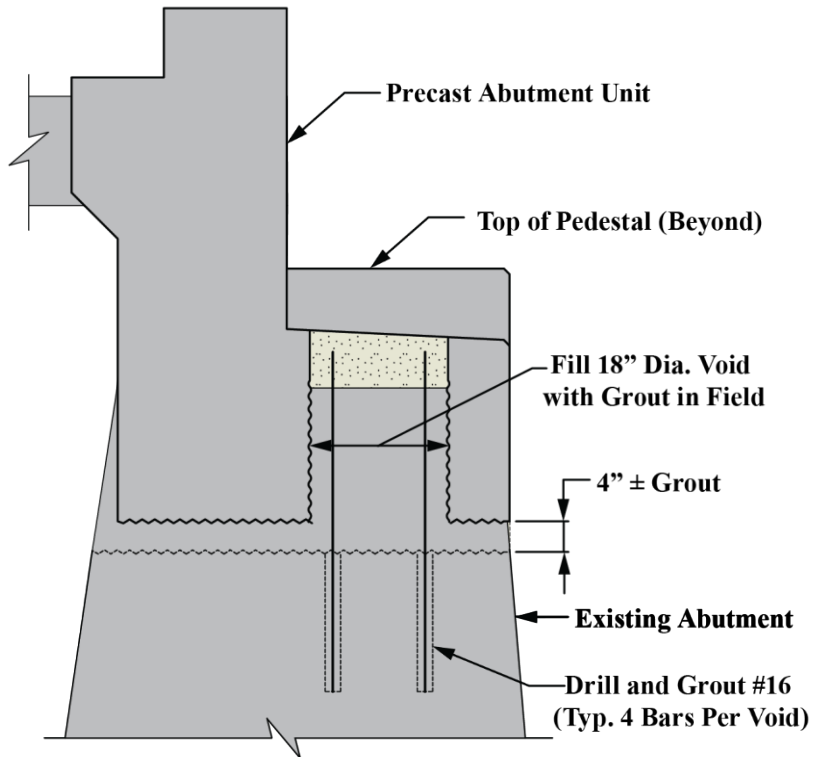 Precast Abutment Unit
Top of Pedestal (Beyond)
Fill 18” Dia. Void
with Grout in Field
4” ± Grout
Existing Abutment
Drill and Grout #16
(Typ. 4 Bars Per Void)